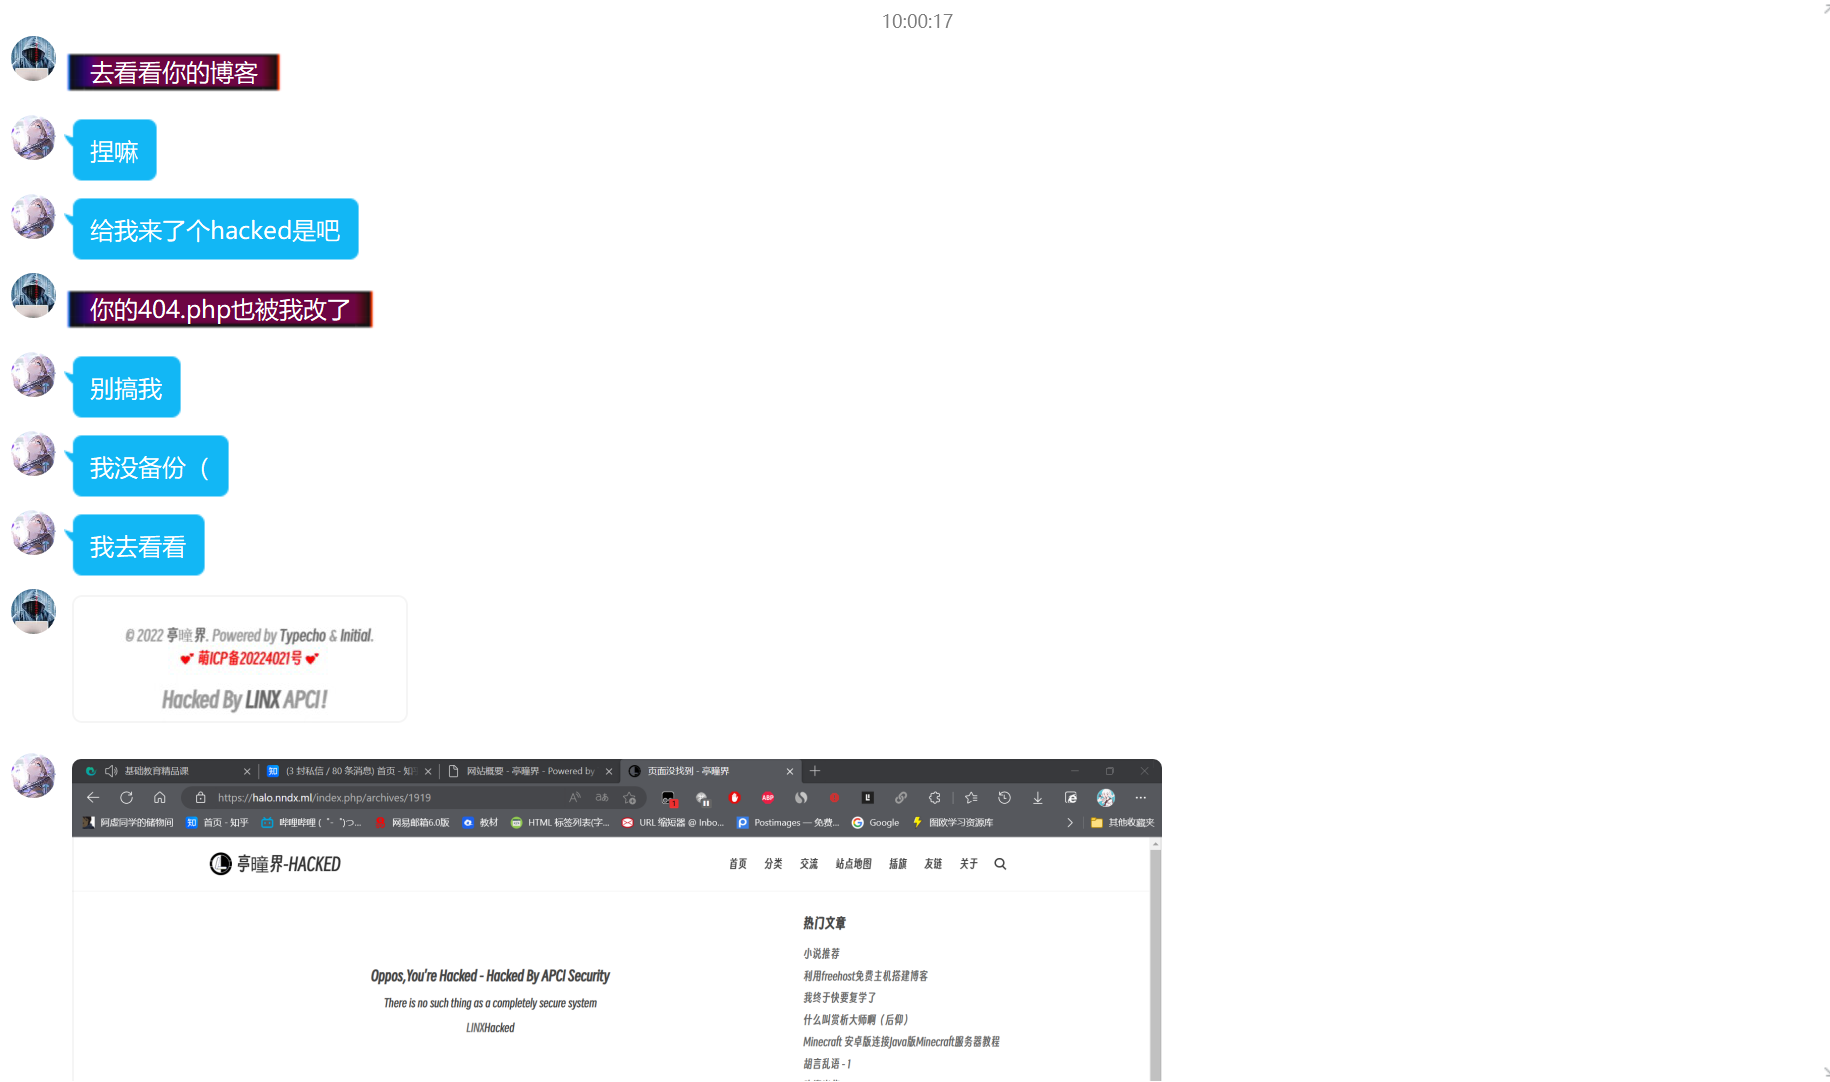 10:00:17
去看看你的博客
捏嘛
给我来了个hacked是吧
你的404.php也被我改了
别搞我
我没备份（
我去看看
© 2022 亭曈界. Powered by Typecho & Initial.
萌ICP备20224021号
Hacked By LINX APCI!
基础教育精品课
(3 封私信 / 80 条消息) 首页 - 知
网站概要 - 亭曈界 - Powered by
页面没找到 - 亭曈界
https://halo.nndx.ml/index.php/archives/1919
阿虚同学的储物间
首页 - 知乎
哔哩哔哩 ( ゜- ゜)つ...
网易邮箱6.0版
教材
HTML 标签列表(字...
URL 缩短器 @ Inbo...
Postimages — 免费...
Google
图欧学习资源库
其他收藏夹
亭曈界-HACKED
首页 分类 交流 站点地图 插旗 友链 关于
热门文章
小说推荐
利用freehost免费主机搭建博客
我终于快要复学了
什么叫赏析大师啊（后仰）
Minecraft 安卓版连接Java版Minecraft服务器教程
胡言乱语 - 1
Oppos,You're Hacked - Hacked By APCI Security
There is no such thing as a completely secure system
LINXHacked